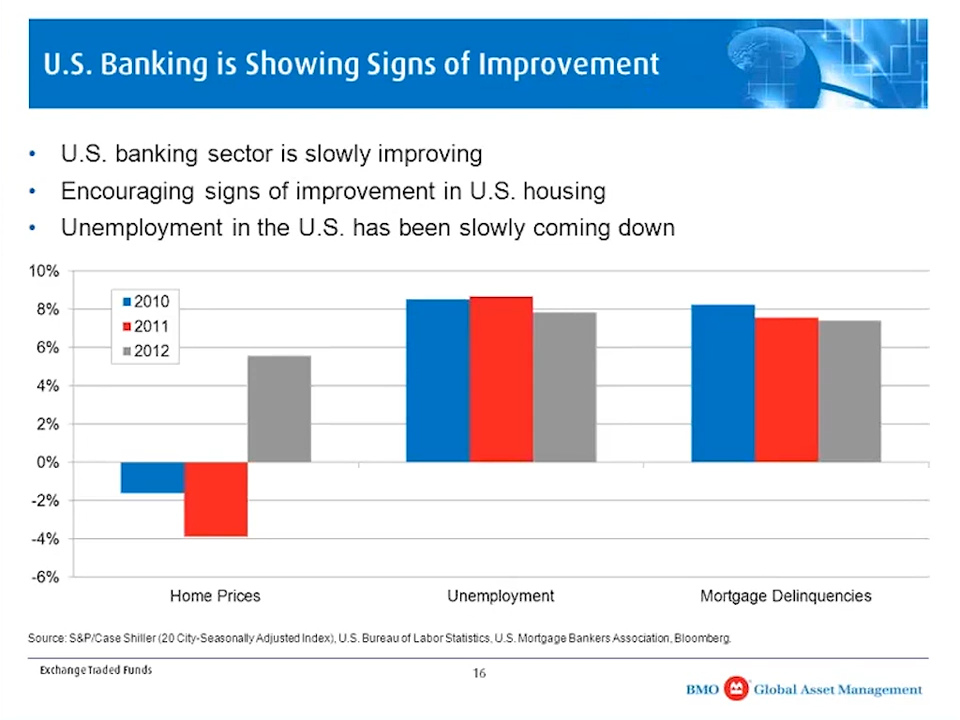 U.S. Banking is Showing Signs of Improvement
• U.S. banking sector is slowly improving
• Encouraging signs of improvement in U.S. housing
• Unemployment in the U.S. has been slowly coming down
10%
8%
6%
4%
2%
0%
-2%
-4%
-6%
2010
2011
2012
Home Prices Unemployment Mortgage Delinquencies
Source: S&P/Case Shiller (20 City-Seasonally Adjusted Index), U.S. Bureau of Labor Statistics, U.S. Mortgage Bankers Association, Bloomberg.
Exchange Traded Funds 16
BMO Global Asset Management